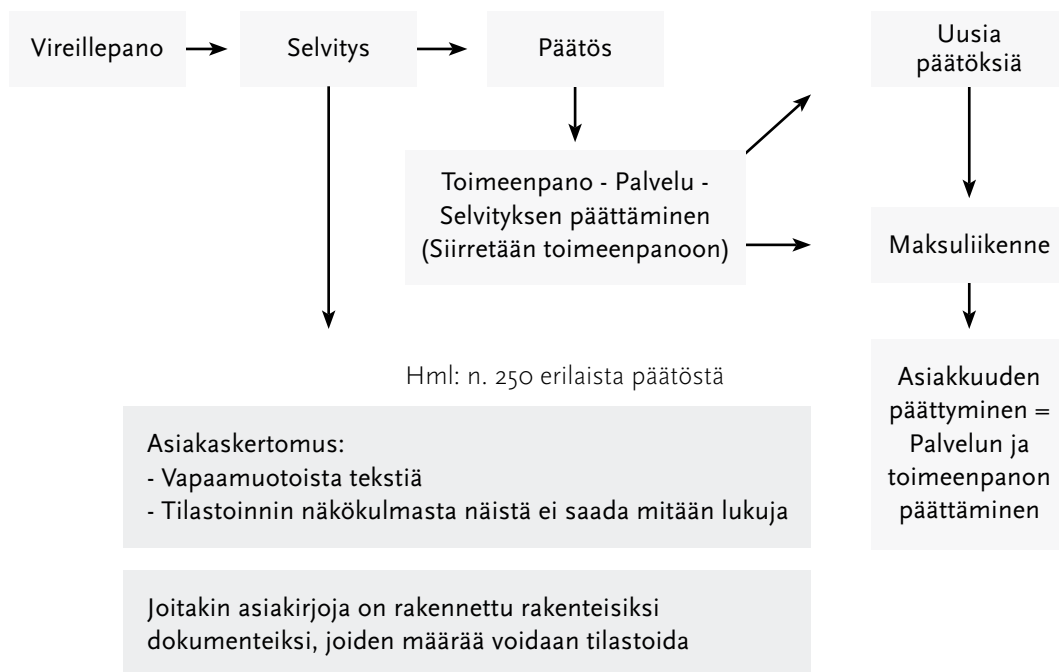 Vireillepano
Selvitys
Päätös
Uusia
päätöksiä
Toimeenpano - Palvelu -
Selvityksen päättäminen
(Siirretään toimeenpanoon)
Maksuliikenne
Hml: n. 250 erilaista päätöstä
Asiakkuuden
päättyminen =
Palvelun ja
toimeenpanon
päättäminen
Asiakaskertomus:
- Vapaamuotoista tekstiä
- Tilastoinnin näkökulmasta näistä ei saada mitään lukuja
Joitakin asiakirjoja on rakennettu rakenteisiksi
dokumenteiksi, joiden määrää voidaan tilastoida